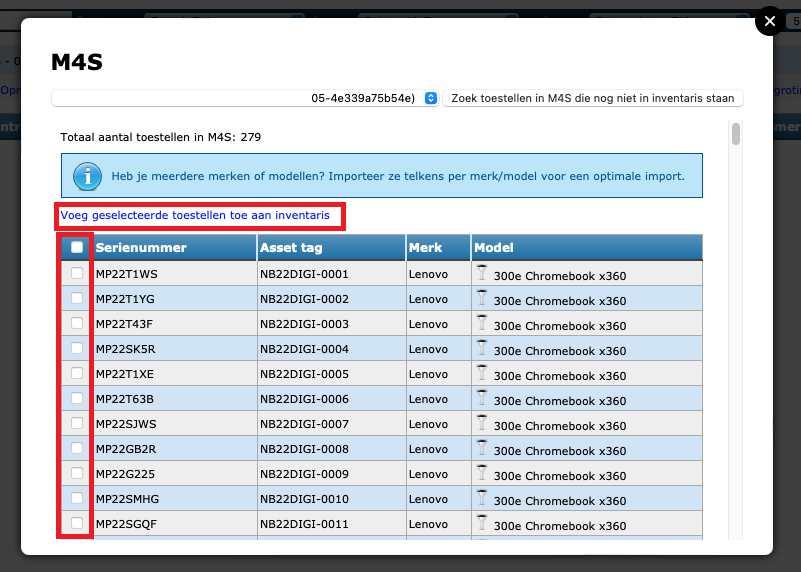 M4S
05-4e339a75b54e) Zoek toestellen in M4S die nog niet in inventaris staan
Totaal aantal toestellen in M4S: 279
Heb je meerdere merken of modellen? Importeer ze telkens per merk/model voor een optimale import.
Voeg geselecteerde toestellen toe aan inventaris
Serienummer Asset tag Merk Model
MP22T1WS NB22DIGI-0001 Lenovo 300e Chromebook x360
MP22T1YG NB22DIGI-0002 Lenovo 300e Chromebook x360
MP22T43F NB22DIGI-0003 Lenovo 300e Chromebook x360
MP22SK5R NB22DIGI-0004 Lenovo 300e Chromebook x360
MP22T1XE NB22DIGI-0005 Lenovo 300e Chromebook x360
MP22T63B NB22DIGI-0006 Lenovo 300e Chromebook x360
MP22SJWS NB22DIGI-0007 Lenovo 300e Chromebook x360
MP22GB2R NB22DIGI-0008 Lenovo 300e Chromebook x360
MP22G225 NB22DIGI-0009 Lenovo 300e Chromebook x360
MP22SMHG NB22DIGI-0010 Lenovo 300e Chromebook x360
MP22SGQF NB22DIGI-0011 Lenovo 300e Chromebook x360